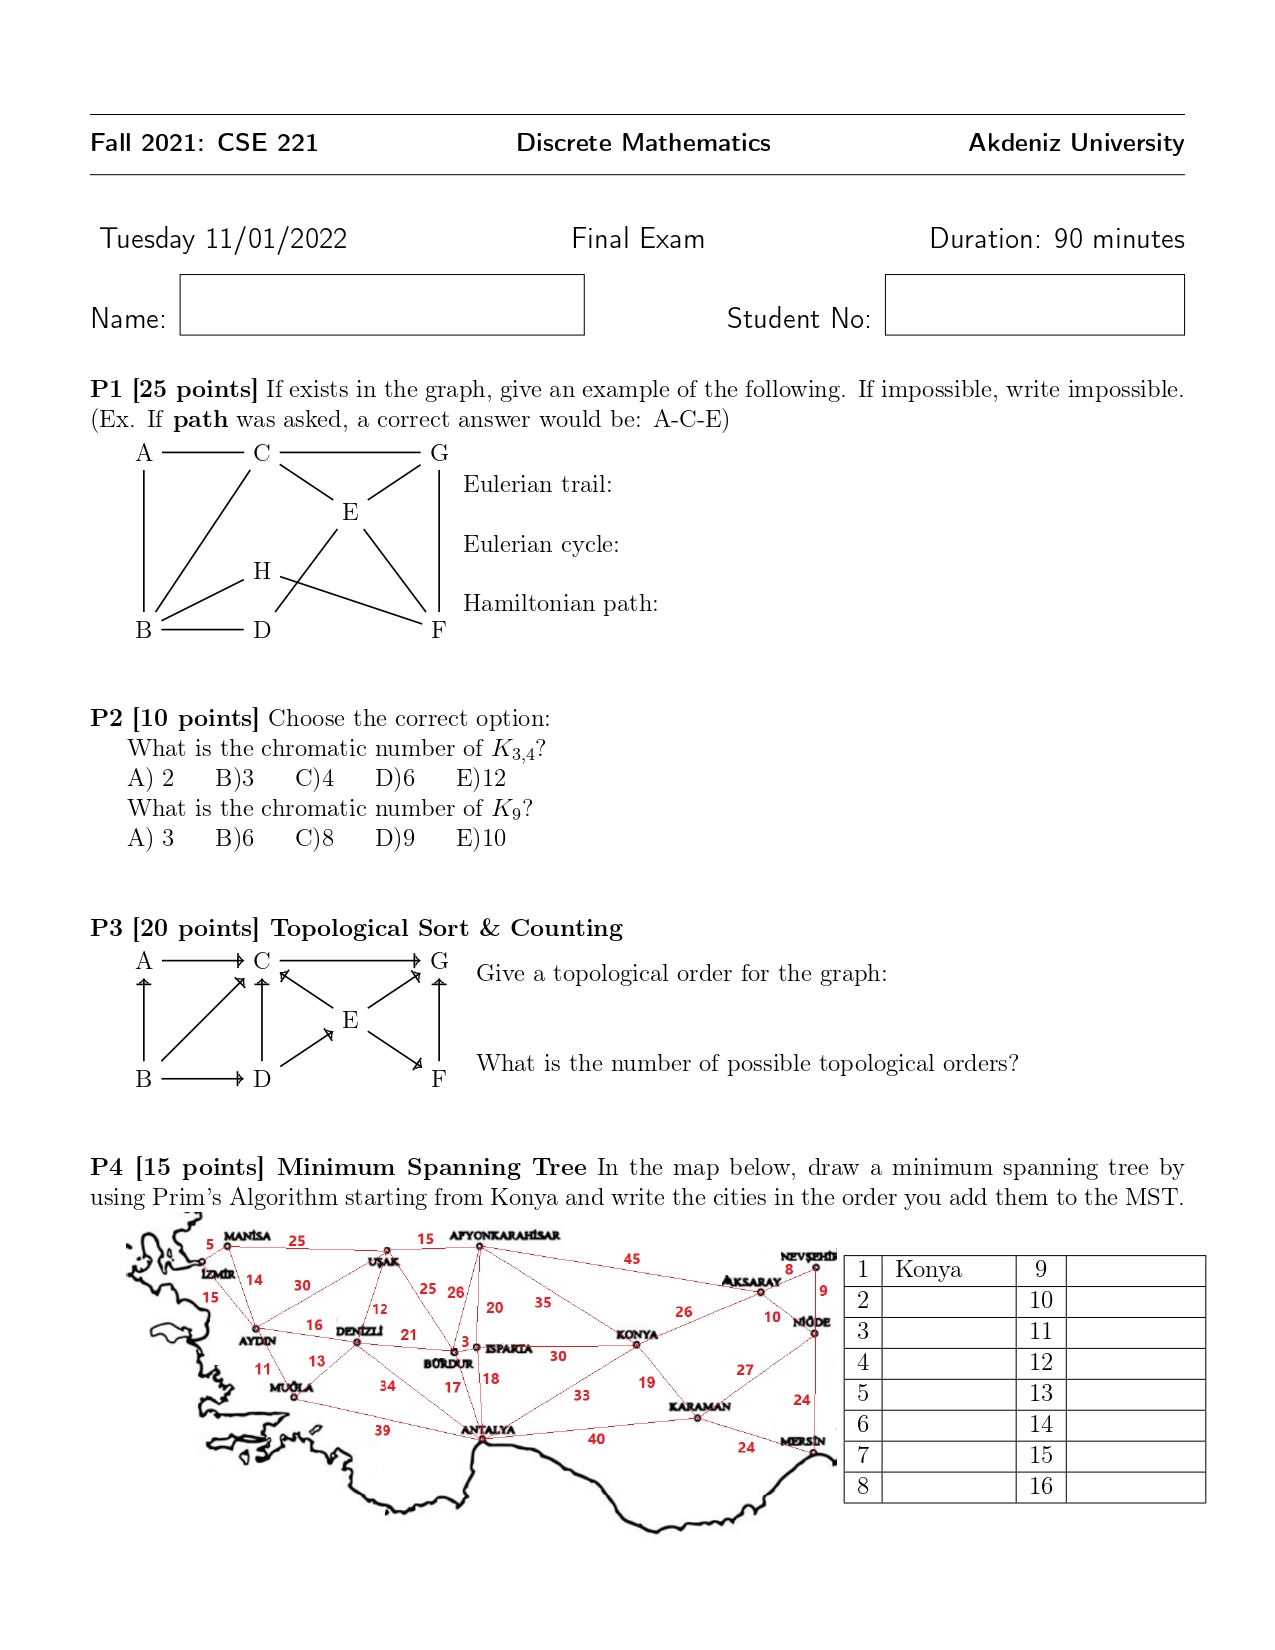 Fall 2021: CSE 221 Discrete Mathematics Akdeniz University
Tuesday 11/01/2022 Final Exam Duration: 90 minutes
Name: Student No:
P1 [25 points] If exists in the graph, give an example of the following. If impossible, write impossible.
(Ex. If path was asked, a correct answer would be: A-C-E)
A C G
Eulerian trail:
E
Eulerian cycle:
H
Hamiltonian path:
B D F
P2 [10 points] Choose the correct option:
What is the chromatic number of K3,4?
A) 2 B)3 C)4 D)6 E)12
What is the chromatic number of K9?
A) 3 B)6 C)8 D)9 E)10
P3 [20 points] Topological Sort & Counting
A C G
Give a topological order for the graph:
E
What is the number of possible topological orders?
B D F
P4 [15 points] Minimum Spanning Tree In the map below, draw a minimum spanning tree by
using Prim's Algorithm starting from Konya and write the cities in the order you add them to the MST.
MANİSA
AFYONKARAHİSAR
5
25
15
UŞAK
45
NEVŞEHİR
İZMİR
14
30
25
26
AKSARAY
8
9
15
12
20
35
26
10
NİĞDE
16
AYDIN
DENİZLİ
21
3
ISPARTA
KONYA
30
11
13
BURDUR
27
MUĞLA
34
17
18
33
19
24
39
ANTALYA
40
KARAMAN
24
MERSİN
1 Konya 9
2 10
3 11
4 12
5 13
6 14
7 15
8 16